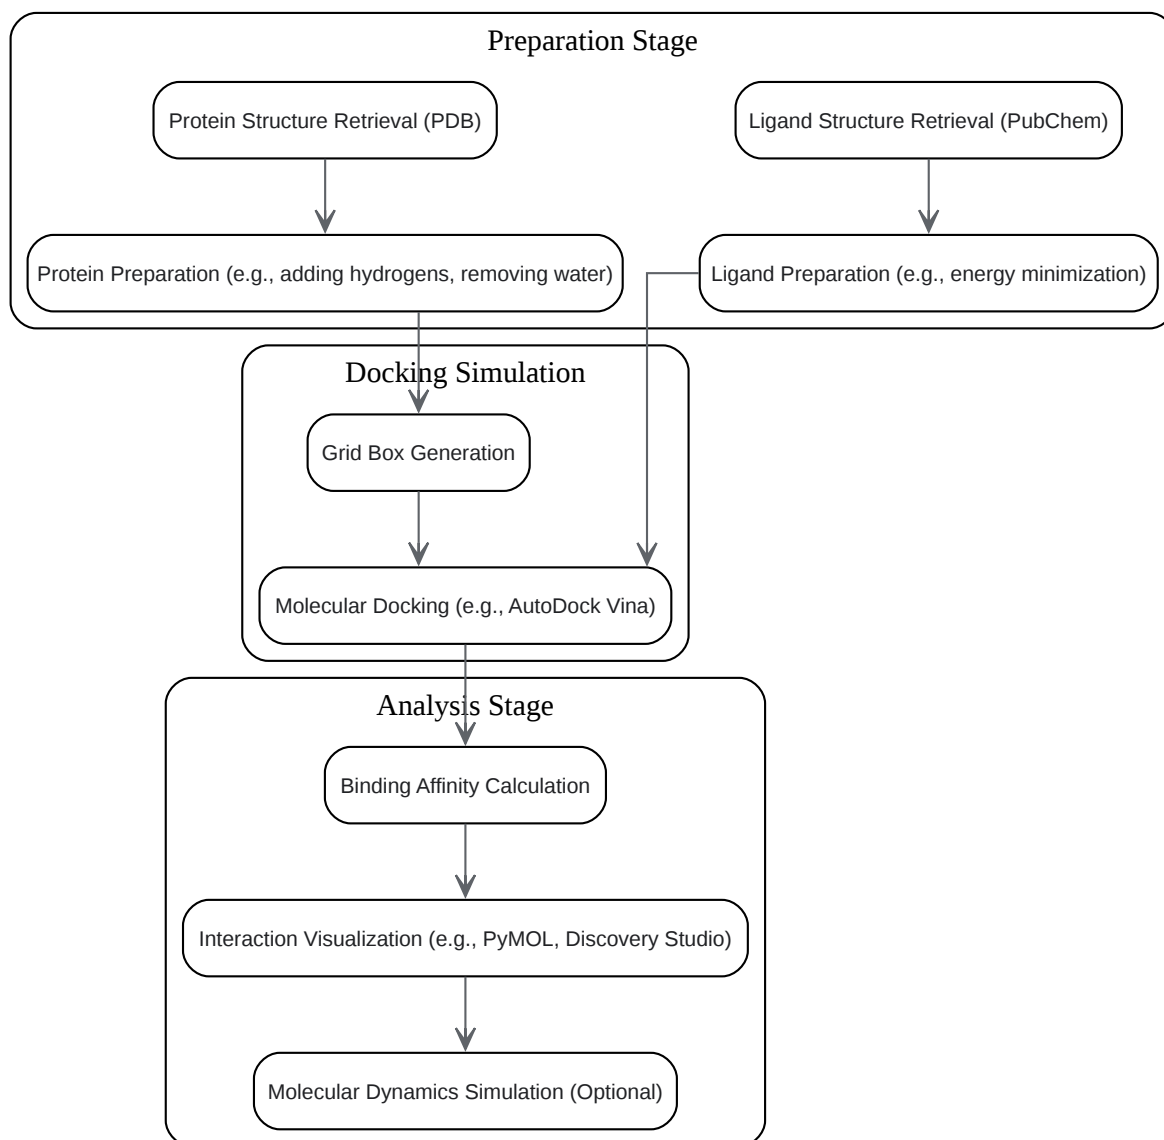 Preparation Stage
Protein Structure Retrieval (PDB)
Ligand Structure Retrieval (PubChem)
Protein Preparation (e.g., adding hydrogens, removing water)
Ligand Preparation (e.g., energy minimization)
Docking Simulation
Grid Box Generation
Molecular Docking (e.g., AutoDock Vina)
Analysis Stage
Binding Affinity Calculation
Interaction Visualization (e.g., PyMOL, Discovery Studio)
Molecular Dynamics Simulation (Optional)